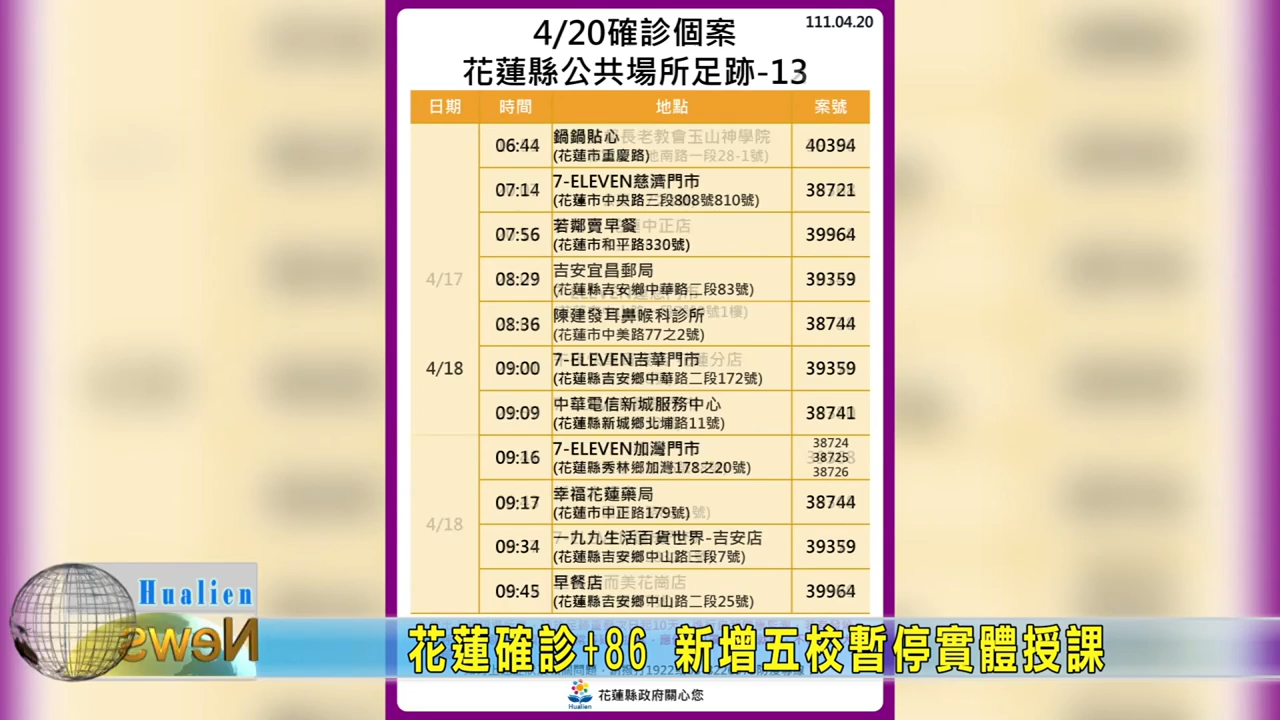 111.04.20
4/20確診個案
花蓮縣公共場所足跡-13
日期 時間 地點 案號
06:44 鍋鍋貼心 40394
(花蓮市重慶路)
07:14 7-ELEVEN慈濟門市 38721
(花蓮市中央路三段808號810號)
07:56 若鄰賣早餐 39964
(花蓮市和平路330號)
4/17 08:29 吉安宜昌郵局 39359
(花蓮縣吉安鄉中華路二段83號)
08:36 陳建發耳鼻喉科診所 38744
(花蓮市中美路77之2號)
4/18 09:00 7-ELEVEN吉華門市 39359
(花蓮縣吉安鄉中華路二段172號)
09:09 中華電信新城服務中心 38741
(花蓮縣新城鄉北埔路11號)
09:16 7-ELEVEN加灣門市 38724
38725
(花蓮縣秀林鄉加灣178之20號) 38726
09:17 幸福花蓮藥局 38744
(花蓮市中正路179號)
4/18
09:34 一九九生活百貨世界-吉安店 39359
(花蓮縣吉安鄉中山路三段7號)
09:45 早餐店 39964
(花蓮縣吉安鄉中山路二段25號)
Hualien
News
花蓮確診+86 新增五校暫停實體授課
Hualien 花蓮縣政府關心您